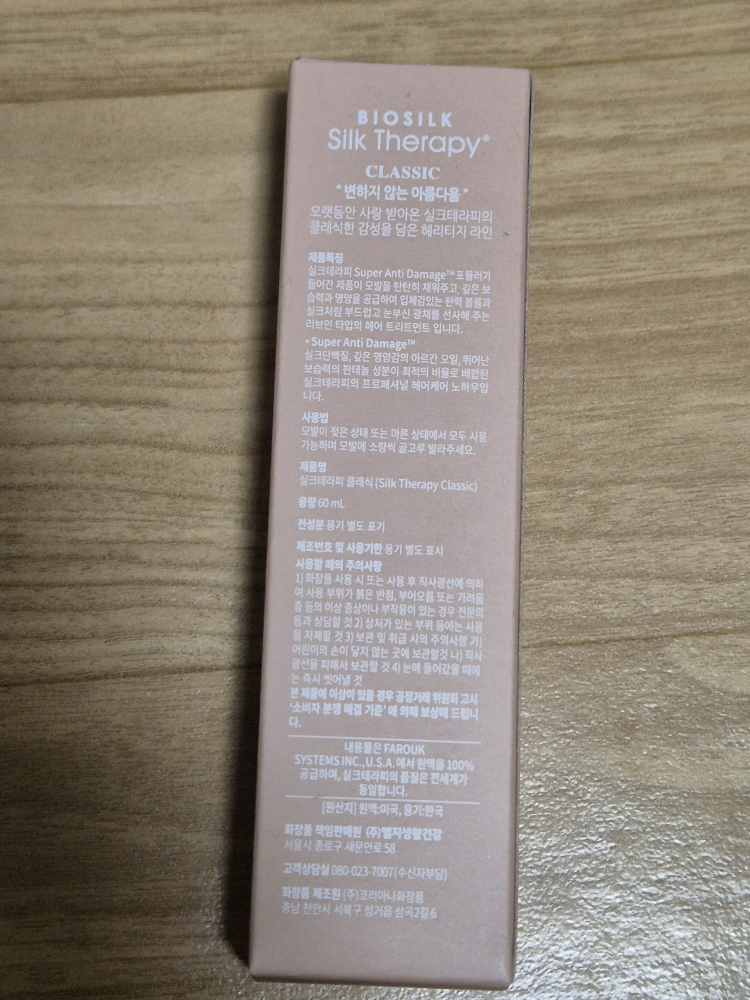 BIOSILK
Silk Therapy®
CLASSIC
"변하지 않는 아름다움"
오랫동안 사랑 받아온 실크테라피의
클래식한 감성을 담은 헤리티지 라인
제품특징
실크테라피 Super Anti Damage™포뮬러가
들어간 제품이 모발을 탄탄히 채워주고, 깊은 보
습력과 영양을 공급하여 입체감있는 탄력 볼륨과
실크처럼 부드럽고 눈부신 광채를 선사해 주는
리브인 타입의 헤어 트리트먼트 입니다.
• Super Anti Damage™
실크단백질, 깊은 영양감의 아르간 오일, 뛰어난
보습력의 판테놀 성분이 최적의 비율로 배합된
실크테라피의 프로페셔널 헤어케어 노하우입
니다.
사용법
모발이 젖은 상태 또는 마른 상태에서 모두 사용
가능하며 모발에 소량씩 골고루 발라주세요.
제품명
실크테라피 클래식 (Silk Therapy Classic)
용량 60 mL
전성분 용기 별도 표기
제조번호 및 사용기한 용기 별도 표시
사용할 때의 주의사항
1) 화장품 사용 시 또는 사용 후 직사광선에 의하
여 사용 부위가 붉은 반점, 부어오름 또는 가려움
증 등의 이상 증상이나 부작용이 있는 경우 전문의
등과 상담할 것 2) 상처가 있는 부위 등에는 사용
을 자제할 것 3) 보관 및 취급 시의 주의사항 가)
어린이의 손이 닿지 않는 곳에 보관할것 나) 직사
광선을 피해서 보관할 것 4) 눈에 들어갔을 때에
는 즉시 씻어낼 것
본 제품에 이상이 있을 경우 공정거래 위원회 고시
'소비자 분쟁 해결 기준' 에 의해 보상해 드립니
다.
내용물은 FAROUK
SYSTEMS INC.,U.S.A. 에서 원액을 100%
공급하며, 실크테라피의 품질은 전세계가
동일합니다.
[원산지] 원액:미국, 용기:한국
화장품 책임판매원 (주)엘지생활건강
서울시 종로구 새문안로 58
고객상담실 080-023-7007(수신자부담)
화장품 제조원 (주)코리아나화장품
충남 천안시 서북구 성거읍 삼곡2길 6